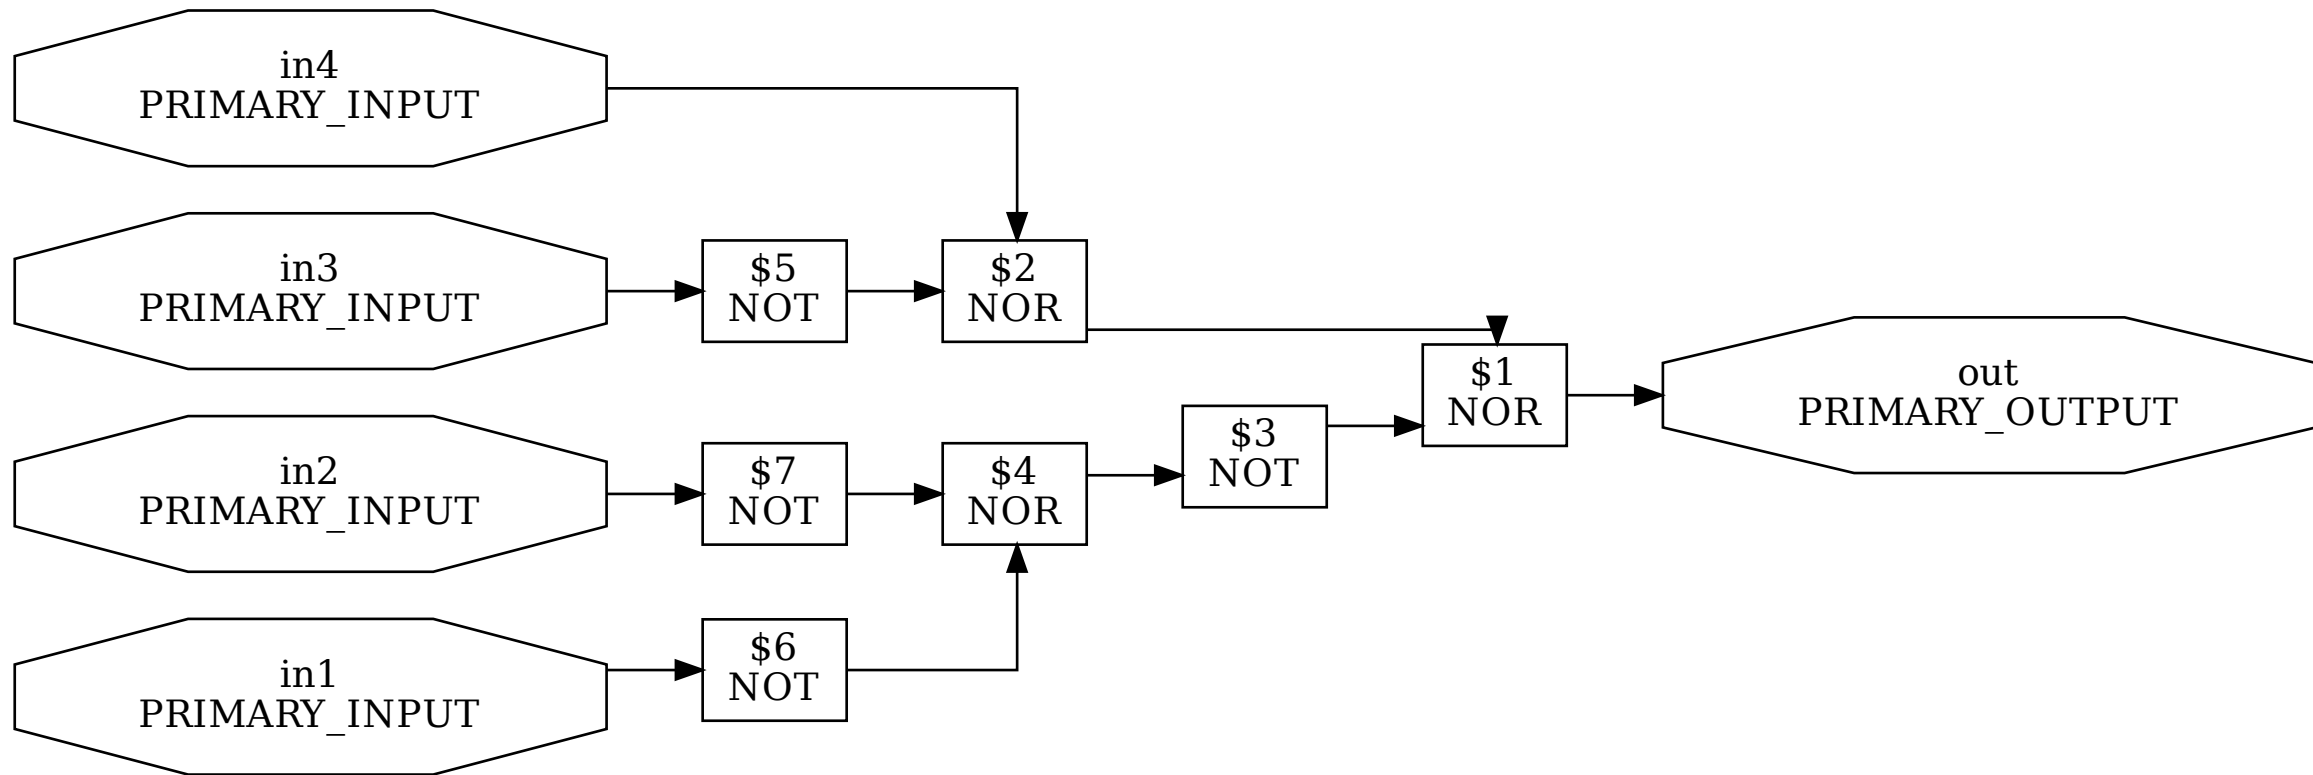 in4
PRIMARY_INPUT
in3
PRIMARY_INPUT
$5
NOT
$2
NOR
in2
PRIMARY_INPUT
$7
NOT
$4
NOR
$3
NOT
$1
NOR
out
PRIMARY_OUTPUT
in1
PRIMARY_INPUT
$6
NOT